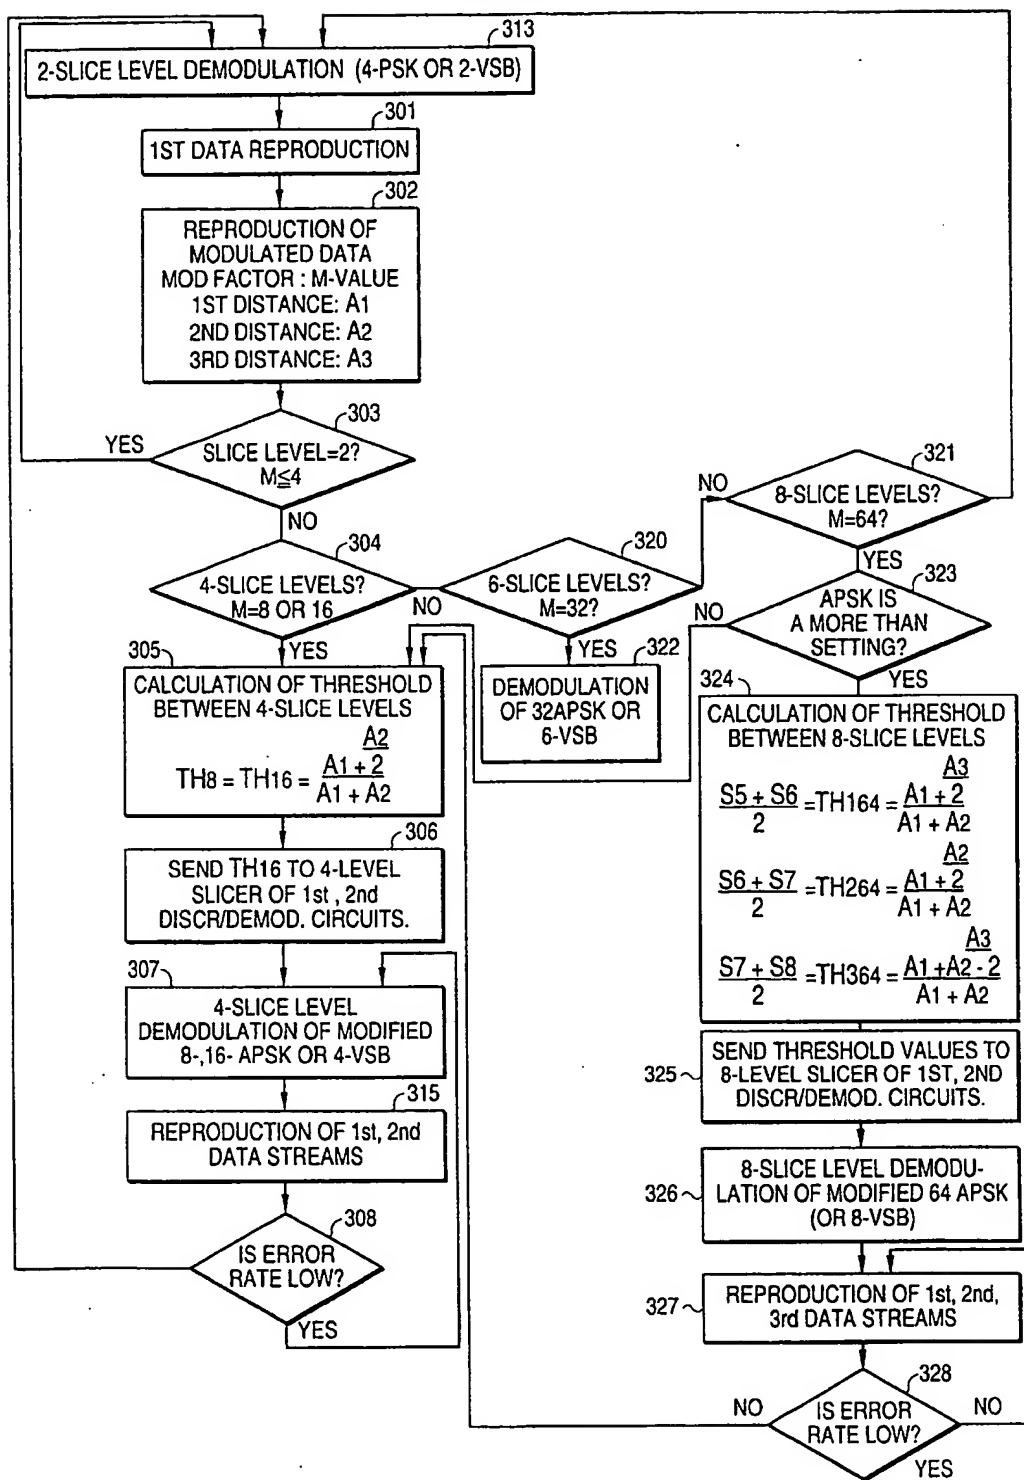 313
2-SLICE LEVEL DEMODULATION (4-PSK OR 2-VSB)
301
1ST DATA REPRODUCTION
302
REPRODUCTION OF
MODULATED DATA
MOD FACTOR : M-VALUE
1ST DISTANCE: A1
2ND DISTANCE: A2
3RD DISTANCE: A3
303
YES
SLICE LEVEL=2?
M≦4
NO
304
4-SLICE LEVELS?
M=8 OR 16
NO
YES
320
6-SLICE LEVELS?
M=32?
NO
YES
321
8-SLICE LEVELS?
M=64?
YES
323
NO
APSK IS
A MORE THAN
SETTING?
YES
322
DEMODULATION
OF 32APSK OR
6-VSB
305
CALCULATION OF THRESHOLD
BETWEEN 4-SLICE LEVELS
A2
TH8 = TH16 = A1 + 2
A1 + A2
306
SEND TH16 TO 4-LEVEL
SLICER OF 1st , 2nd
DISCR/DEMOD. CIRCUITS.
307
4-SLICE LEVEL
DEMODULATION OF MODIFIED
8-,16- APSK OR 4-VSB
315
REPRODUCTION OF 1st, 2nd
DATA STREAMS
308
IS ERROR
RATE LOW?
YES
324
CALCULATION OF THRESHOLD
BETWEEN 8-SLICE LEVELS
A3
S5 + S6 =TH164 = A1 + 2
2 A1 + A2
A2
S6 + S7 =TH264 = A1 + 2
2 A1 + A2
A3
S7 + S8 =TH364 = A1 +A2 - 2
2 A1 + A2
325
SEND THRESHOLD VALUES TO
8-LEVEL SLICER OF 1ST, 2ND
DISCR/DEMOD. CIRCUITS.
326
8-SLICE LEVEL DEMODU-
LATION OF MODIFIED 64 APSK
(OR 8-VSB)
327
REPRODUCTION OF 1st, 2nd,
3rd DATA STREAMS
328
NO
IS ERROR
RATE LOW?
NO
YES